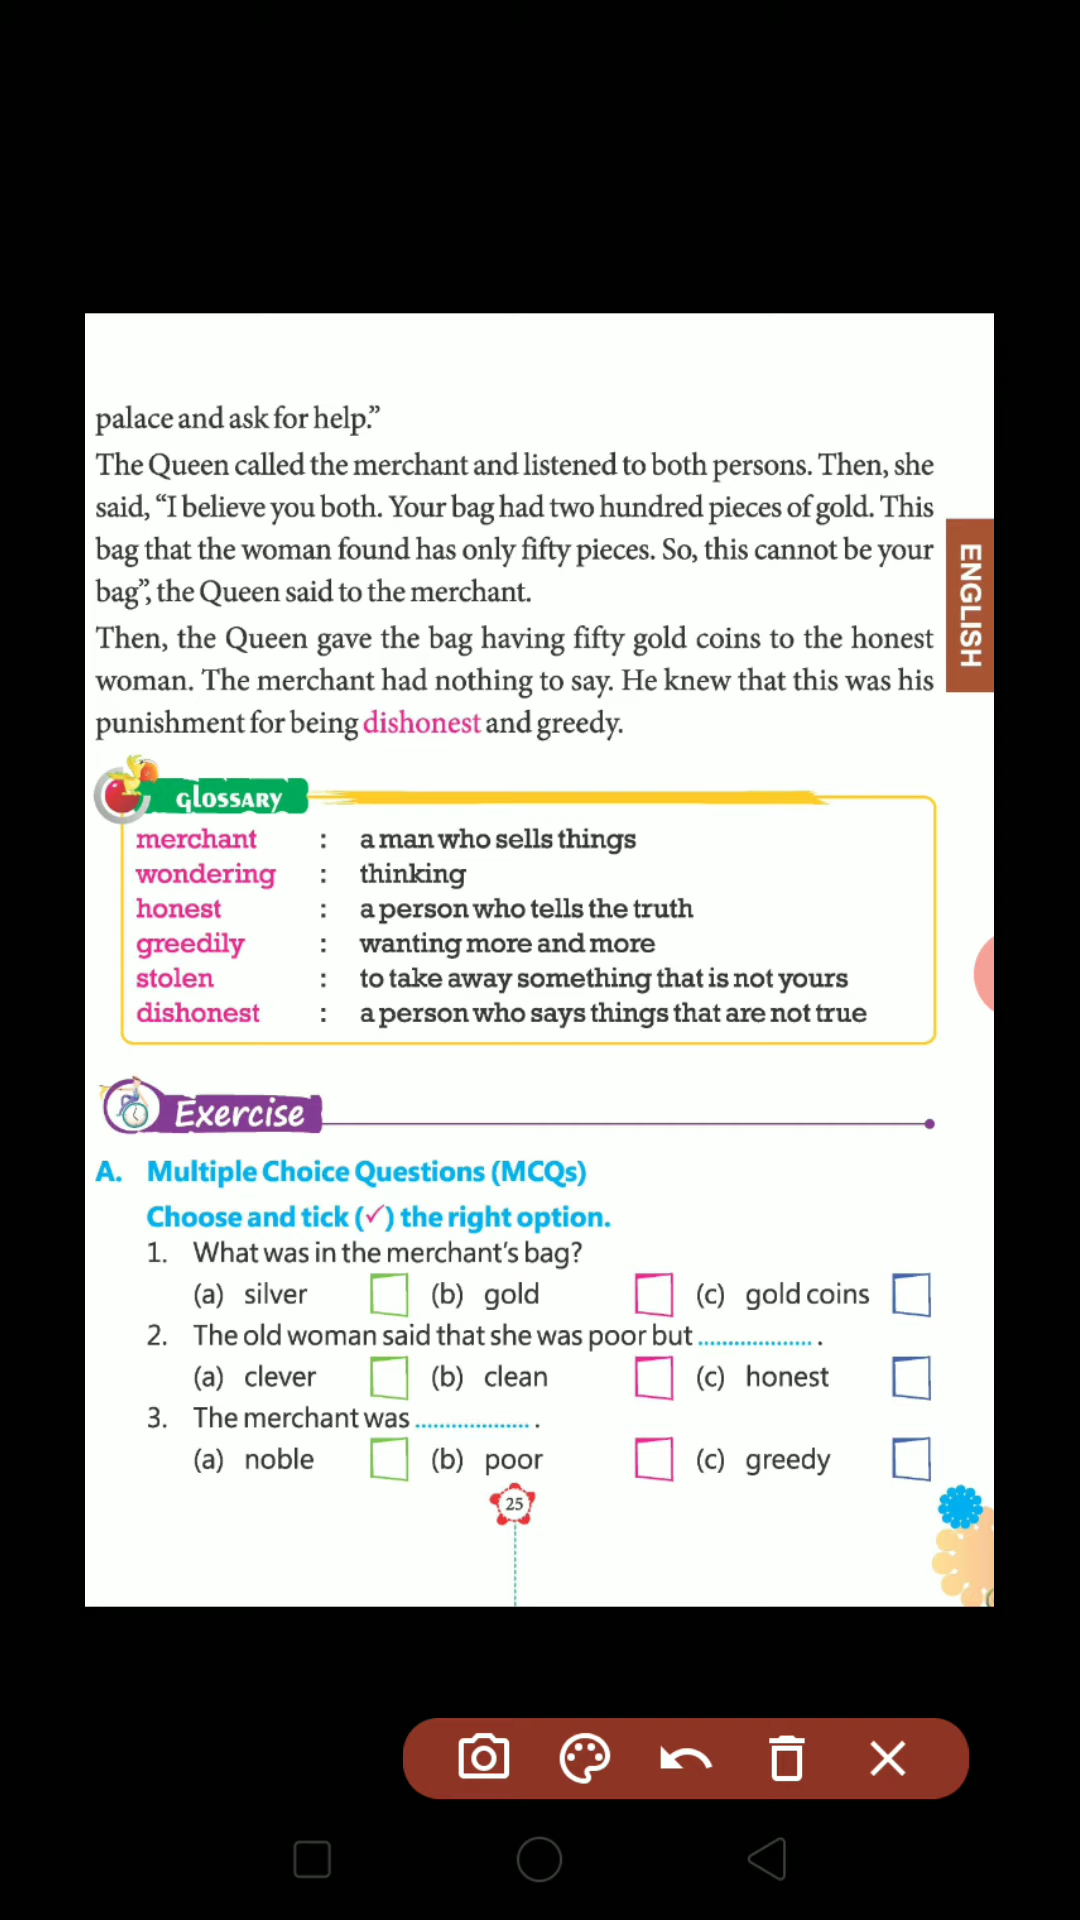 palace and ask for help.”
The Queen called the merchant and listened to both persons. Then, she
said, “I believe you both. Your bag had two hundred pieces of gold. This
bag that the woman found has only fifty pieces. So, this cannot be your
bag”, the Queen said to the merchant.
Then, the Queen gave the bag having fifty gold coins to the honest
woman. The merchant had nothing to say. He knew that this was his
punishment for being dishonest and greedy.
ENGLISH
GLOSSARY
merchant : a man who sells things
wondering : thinking
honest : a person who tells the truth
greedily : wanting more and more
stolen : to take away something that is not yours
dishonest : a person who says things that are not true
Exercise
A. Multiple Choice Questions (MCQs)
Choose and tick (✓) the right option.
1. What was in the merchant’s bag?
(a) silver (b) gold (c) gold coins
2. The old woman said that she was poor but ................... .
(a) clever (b) clean (c) honest
3. The merchant was ................... .
(a) noble (b) poor (c) greedy
25